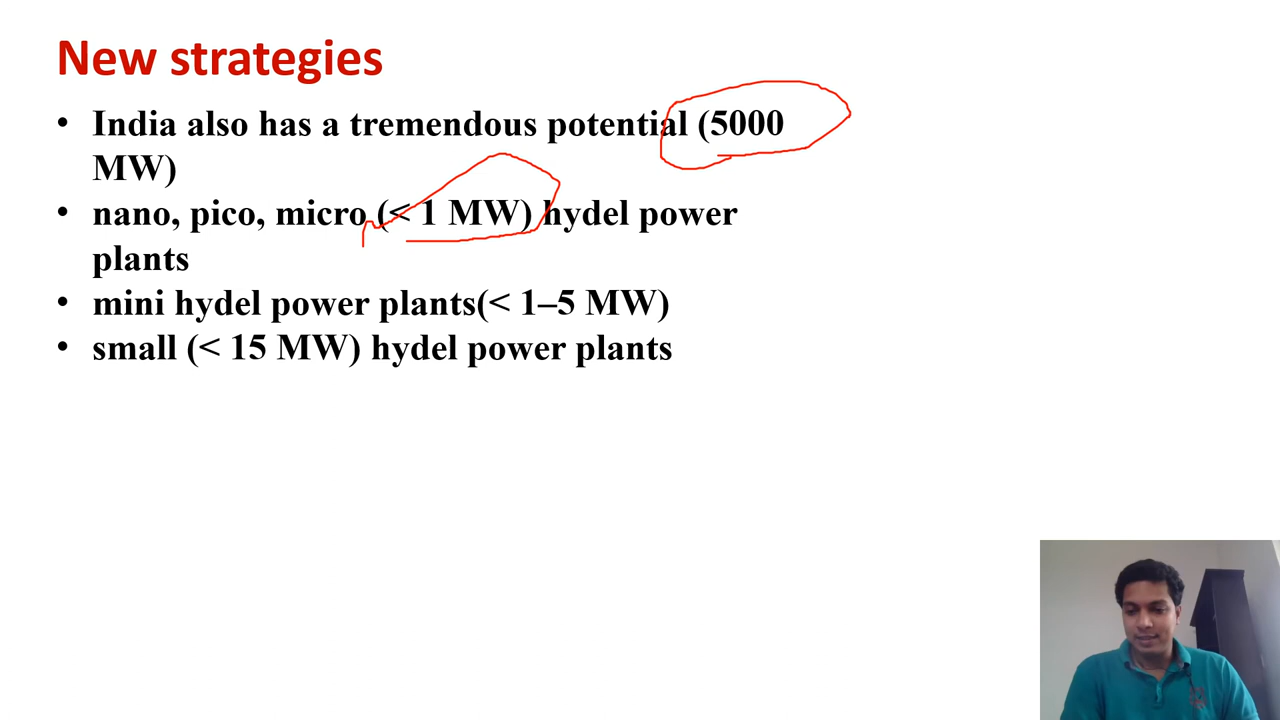 New strategies
• India also has a tremendous potential (5000
MW)
• nano, pico, micro (< 1 MW) hydel power
plants
• mini hydel power plants(< 1–5 MW)
• small (< 15 MW) hydel power plants